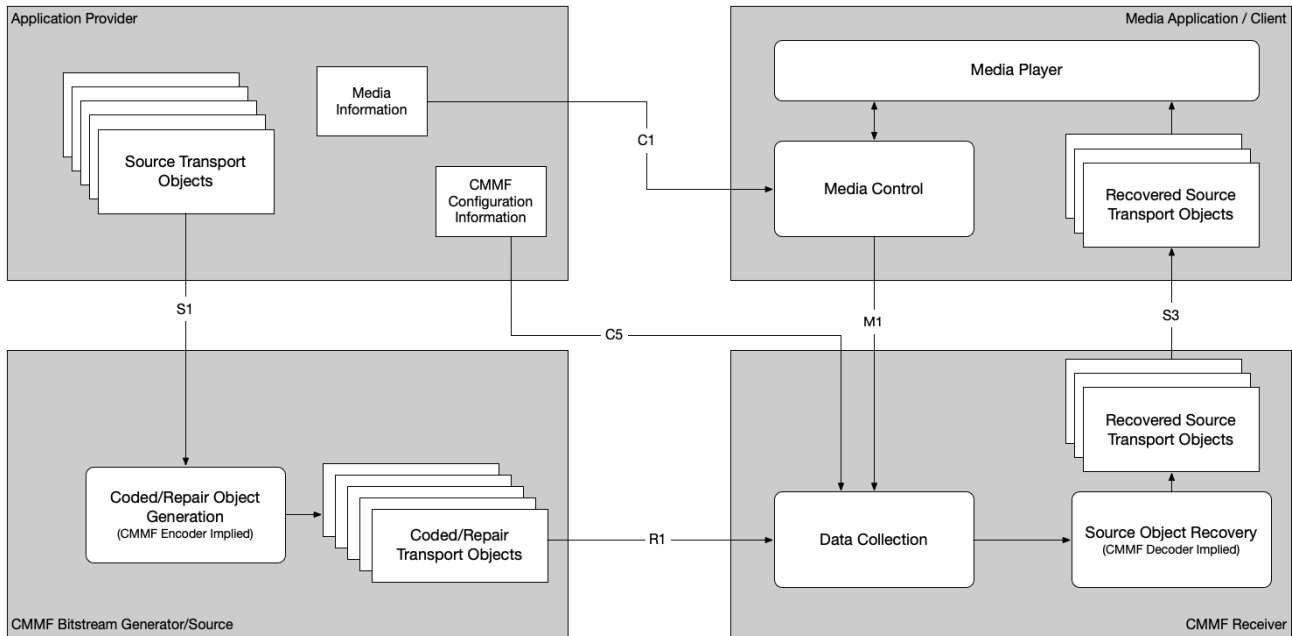 Application Provider
Media Application / Client
Media
Information
Media Player
C1
Source Transport
Objects
CMMF
Configuration
Information
Media Control
Recovered Source
Transport Objects
S1
C5
M1
S3
Recovered Source
Transport Objects
Coded/Repair Object
Generation
(CMMF Encoder Implied)
Coded/Repair
Transport Objects
R1
Data Collection
Source Object Recovery
(CMMF Decoder Implied)
CMMF Bitstream Generator/Source
CMMF Receiver